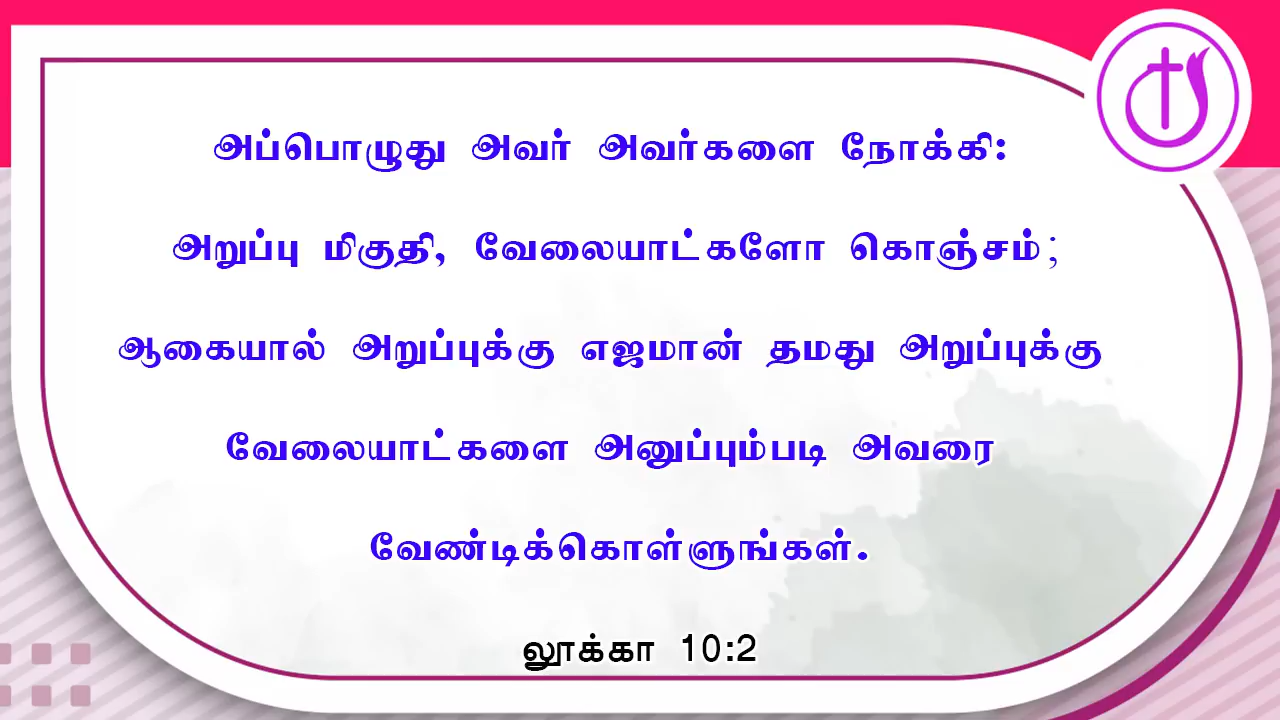 அப்பொழுது அவர் அவர்களை நோக்கி:
அறுப்பு மிகுதி, வேலையாட்களோ கொஞ்சம்;
ஆகையால் அறுப்புக்கு எஜமான் தமது அறுப்புக்கு
வேலையாட்களை அனுப்பும்படி அவரை
வேண்டிக்கொள்ளுங்கள்.
லூக்கா 10:2